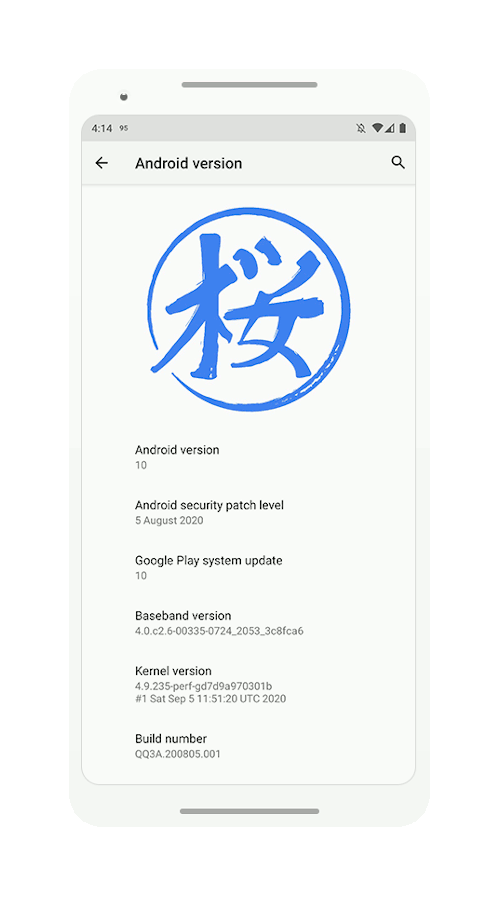 4:14 95
Android version
桜
Android version
10
Android security patch level
5 August 2020
Google Play system update
10
Baseband version
4.0.c2.6-00335-0724_2053_3c8fca6
Kernel version
4.9.235-perf-gd7d9a970301b
#1 Sat Sep 5 11:51:20 UTC 2020
Build number
QQ3A.200805.001